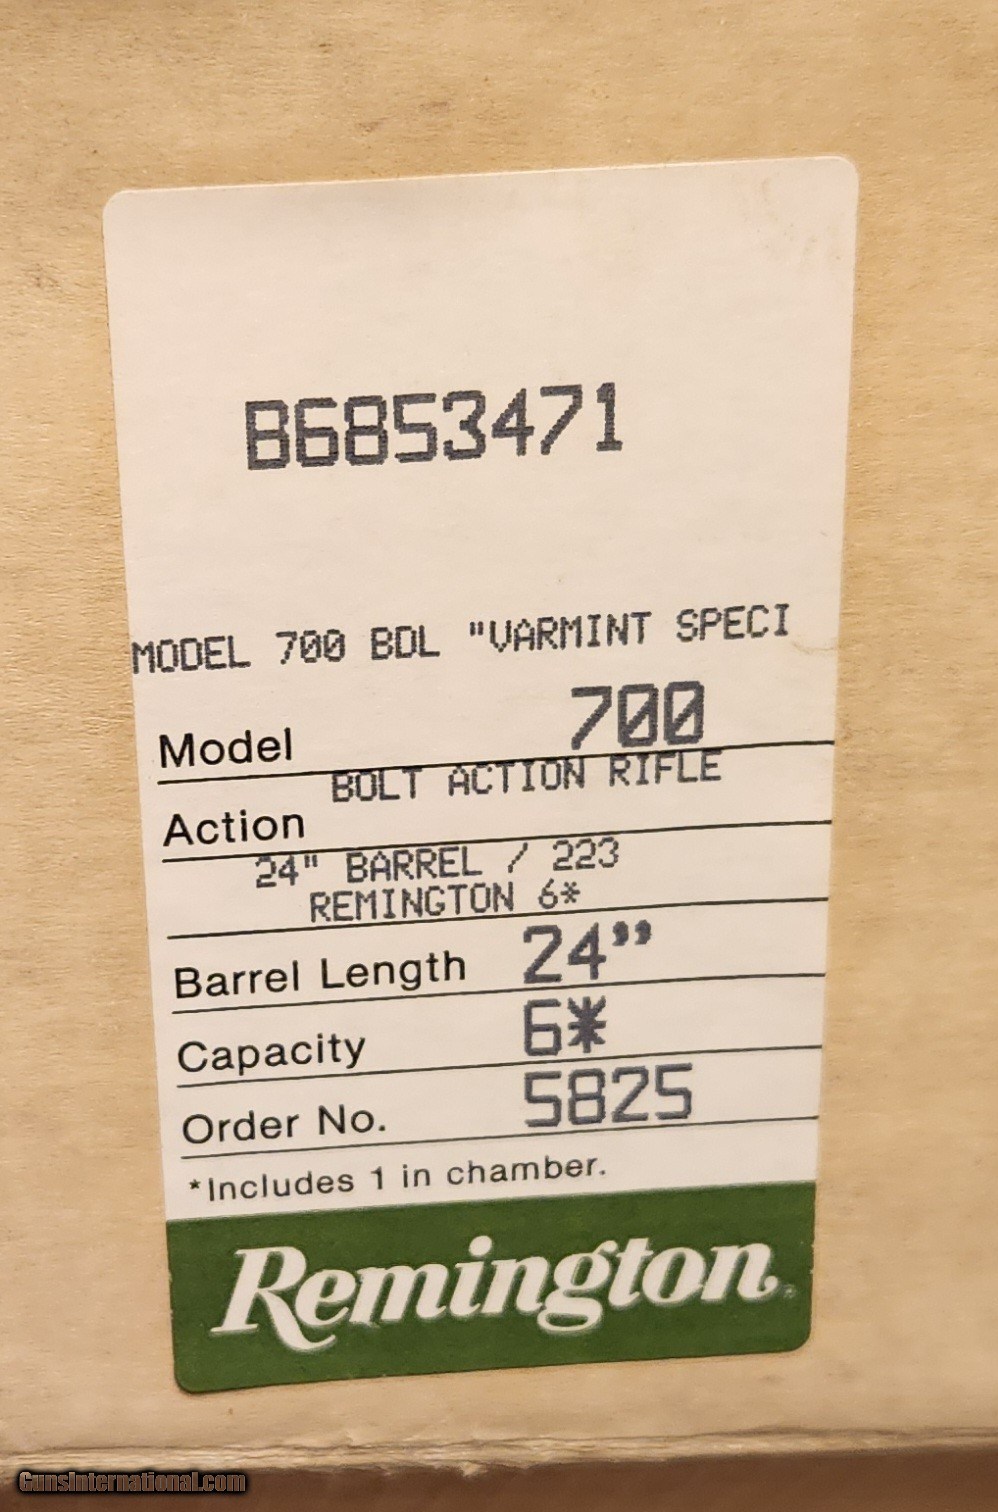 B6853471
MODEL 700 BDL "VARMINT SPECI
Model 700
BOLT ACTION RIFLE
Action
24" BARREL / 223
REMINGTON 6*
Barrel Length 24”
Capacity 6*
Order No. 5825
*Includes 1 in chamber.
Remington®
GunsInternational.com